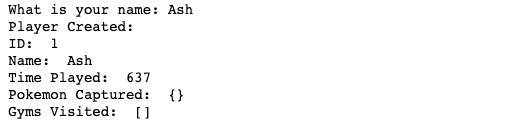 What is your name: Ash
Player Created:
ID:  1
Name:  Ash
Time Played:  637
Pokemon Captured:  {}
Gyms Visited:  []